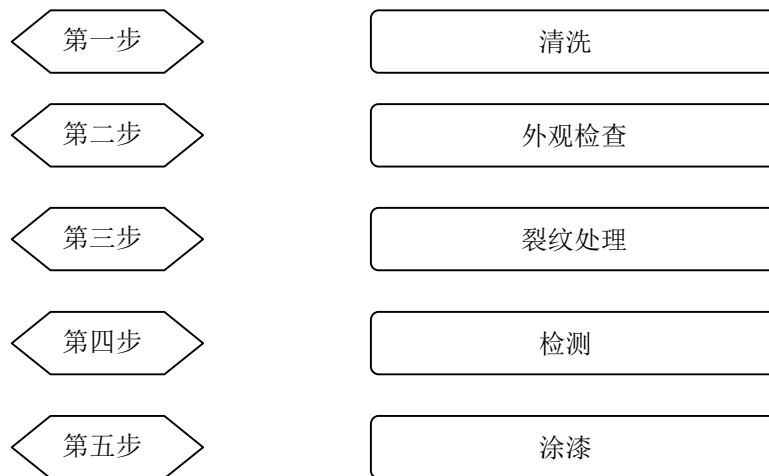 第一步 清洗
第二步 外观检查
第三步 裂纹处理
第四步 检测
第五步 涂漆